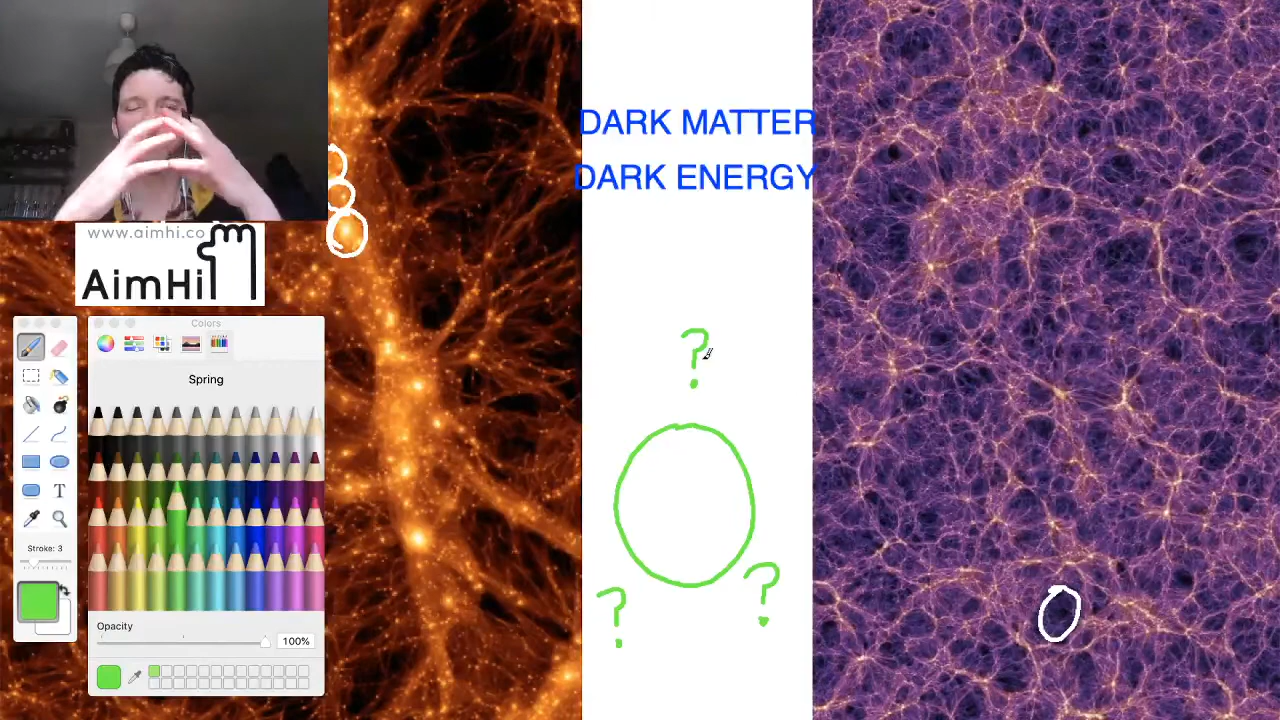 www.aimhi.co
AimHi
DARK MATTER
DARK ENERGY
Colors
Spring
?
?
?
T
Stroke: 3
Opacity
100%